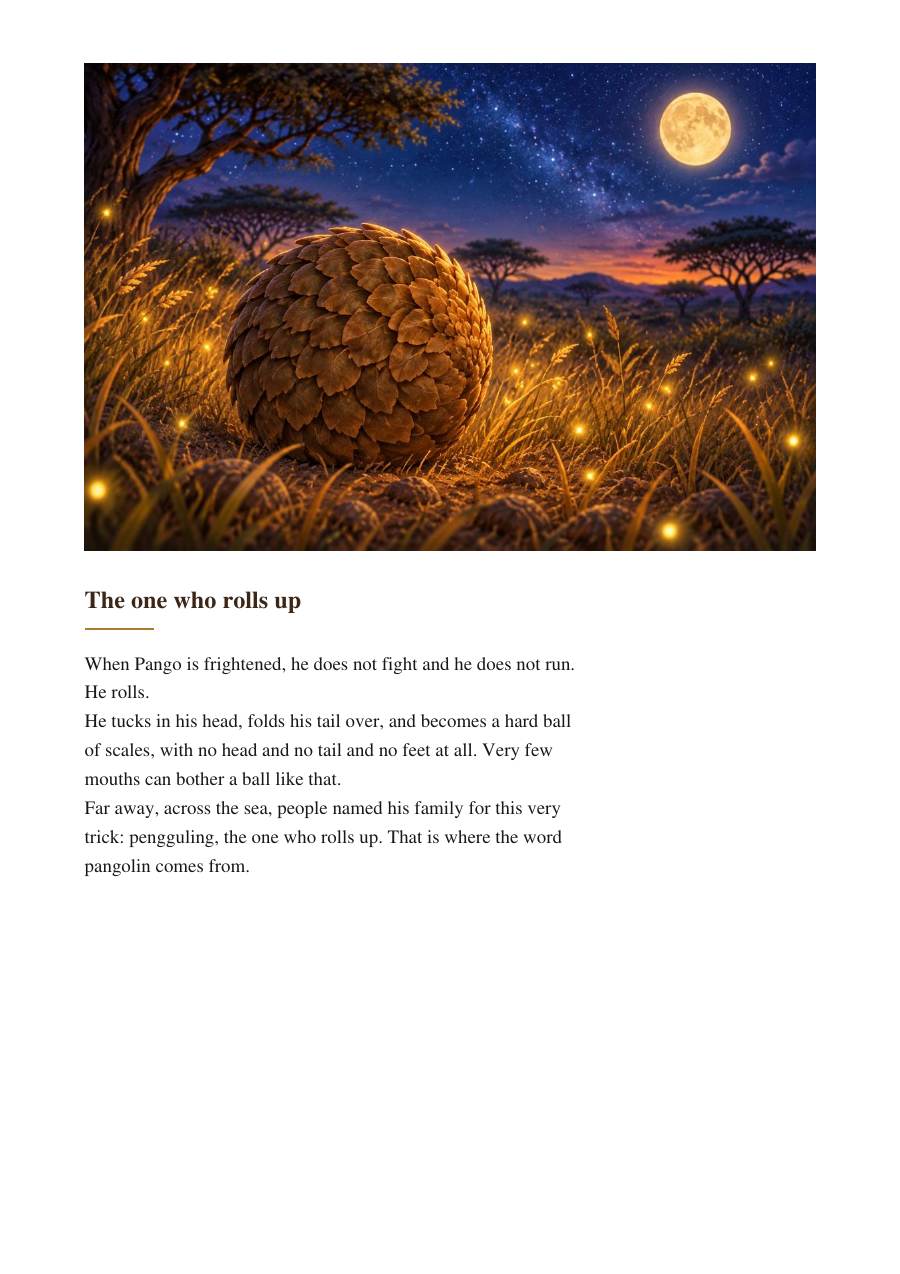 The one who rolls up
When Pango is frightened, he does not fight and he does not run.
He rolls.
He tucks in his head, folds his tail over, and becomes a hard ball
of scales, with no head and no tail and no feet at all. Very few
mouths can bother a ball like that.
Far away, across the sea, people named his family for this very
trick: pengguling, the one who rolls up. That is where the word
pangolin comes from.